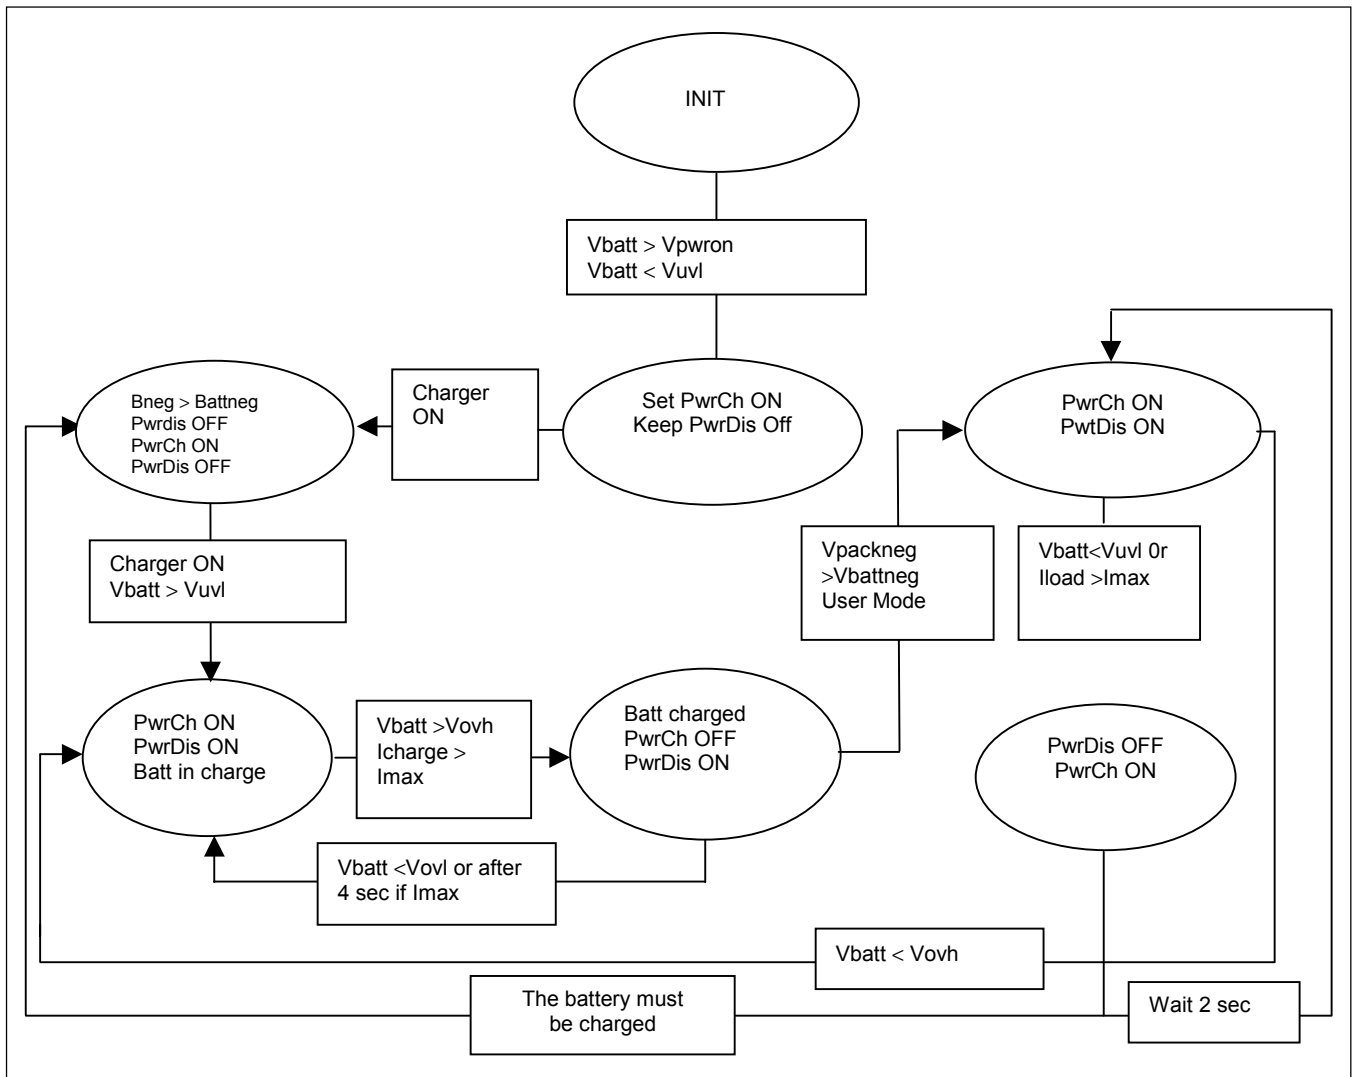 INIT
Vbatt > Vpwron
Vbatt < Vuvl
Set PwrCh ON
Keep PwrDis Off
Charger
ON
Bneg > Battneg
Pwrdis OFF
PwrCh ON
PwrDis OFF
Charger ON
Vbatt > Vuvl
PwrCh ON
PwrDis ON
Batt in charge
Vbatt >Vovh
Icharge >
Imax
Batt charged
PwrCh OFF
PwrDis ON
Vbatt <Vovl or after
4 sec if Imax
Vpackneg
>Vbattneg
User Mode
PwrCh ON
PwtDis ON
Vbatt<Vuvl 0r
Iload >Imax
PwrDis OFF
PwrCh ON
Vbatt < Vovh
The battery must
be charged
Wait 2 sec